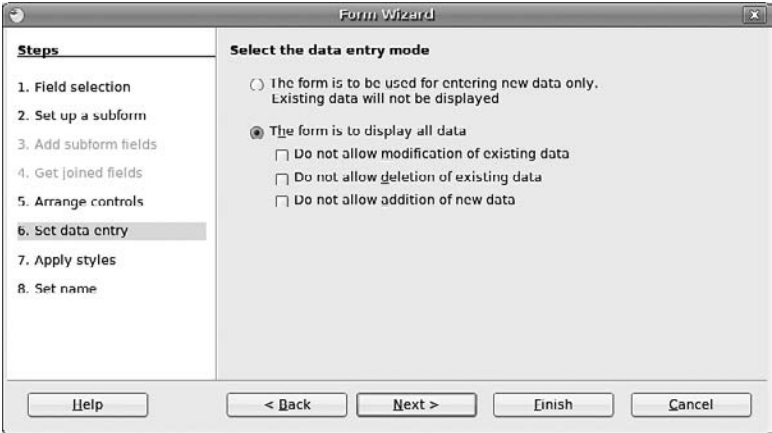 Form Wizard
Steps
1. Field selection
2. Set up a subform
3. Add subform fields
4. Get joined fields
5. Arrange controls
6. Set data entry
7. Apply styles
8. Set name
Select the data entry mode
The form is to be used for entering new data only.
Existing data will not be displayed
The form is to display all data
Do not allow modification of existing data
Do not allow deletion of existing data
Do not allow addition of new data
Help
< Back
Next >
Finish
Cancel